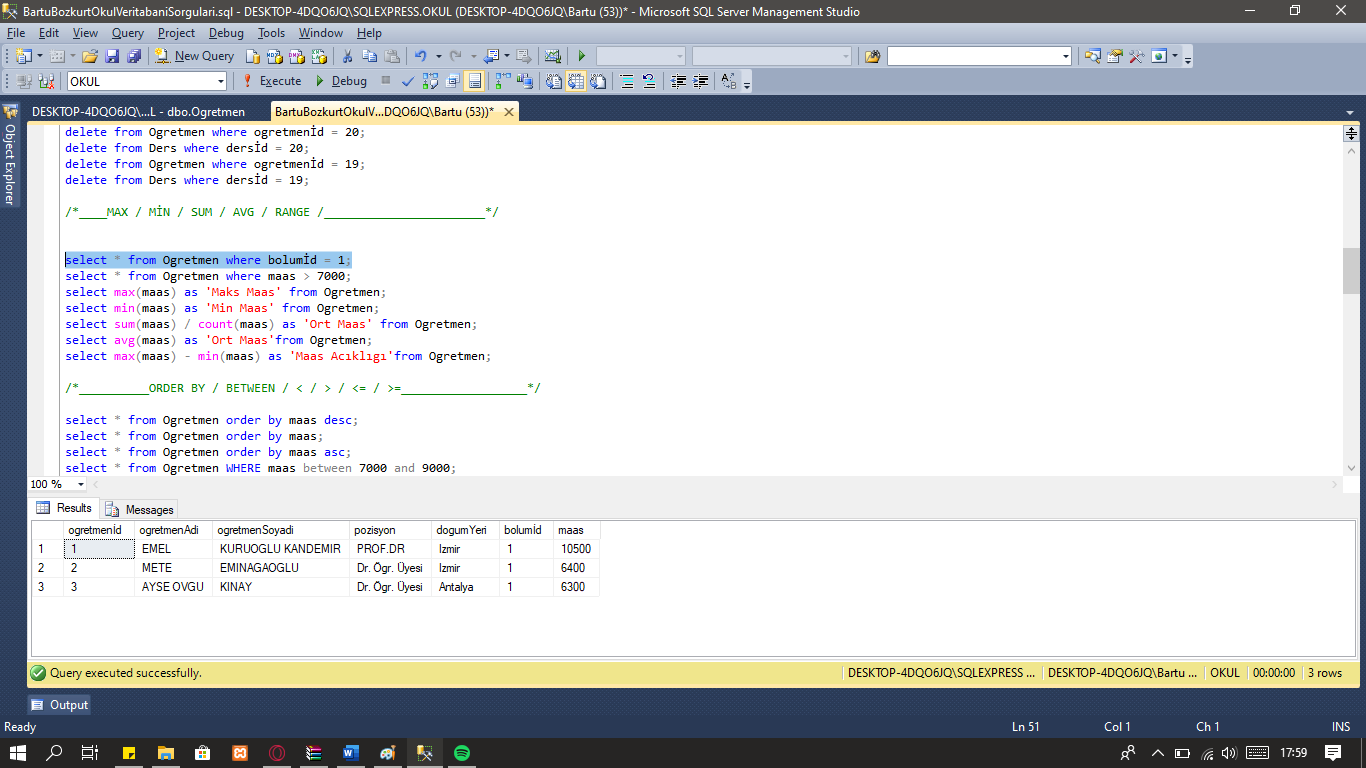 BartuBozkurtOkulVeritabaniSorgulari.sql - DESKTOP-4DQO6JQ\SQLEXPRESS.OKUL (DESKTOP-4DQO6JQ\Bartu (53))* - Microsoft SQL Server Management Studio
File Edit View Query Project Debug Tools Window Help
New Query
OKUL Execute Debug
DESKTOP-4DQO6JQ\...L - dbo.Ogretmen BartuBozkurtOkulV...DQO6JQ\Bartu (53))*
Object Explorer
delete from Ogretmen where ogretmenİd = 20;
delete from Ders where dersİd = 20;
delete from Ogretmen where ogretmenİd = 19;
delete from Ders where dersİd = 19;
/*____MAX / MİN / SUM / AVG / RANGE /_______________________*/
select * from Ogretmen where bolumİd = 1;
select * from Ogretmen where maas > 7000;
select max(maas) as 'Maks Maas' from Ogretmen;
select min(maas) as 'Min Maas' from Ogretmen;
select sum(maas) / count(maas) as 'Ort Maas' from Ogretmen;
select avg(maas) as 'Ort Maas'from Ogretmen;
select max(maas) - min(maas) as 'Maas Acıklıgı'from Ogretmen;
/*__________ORDER BY / BETWEEN / < / > / <= / >=__________________*/
select * from Ogretmen order by maas desc;
select * from Ogretmen order by maas;
select * from Ogretmen order by maas asc;
select * from Ogretmen WHERE maas between 7000 and 9000;
100 %
Results Messages
ogretmenİd ogretmenAdi ogretmenSoyadi pozisyon dogumYeri bolumİd maas
1 1 EMEL KURUOGLU KANDEMIR PROF.DR Izmir 1 10500
2 2 METE EMINAGAOGLU Dr. Ögr. Üyesi Izmir 1 6400
3 3 AYSE OVGU KINAY Dr. Ögr. Üyesi Antalya 1 6300
Query executed successfully. DESKTOP-4DQO6JQ\SQLEXPRESS ... DESKTOP-4DQO6JQ\Bartu ... OKUL 00:00:00 3 rows
Output
Ready Ln 51 Col 1 Ch 1 INS
17:59